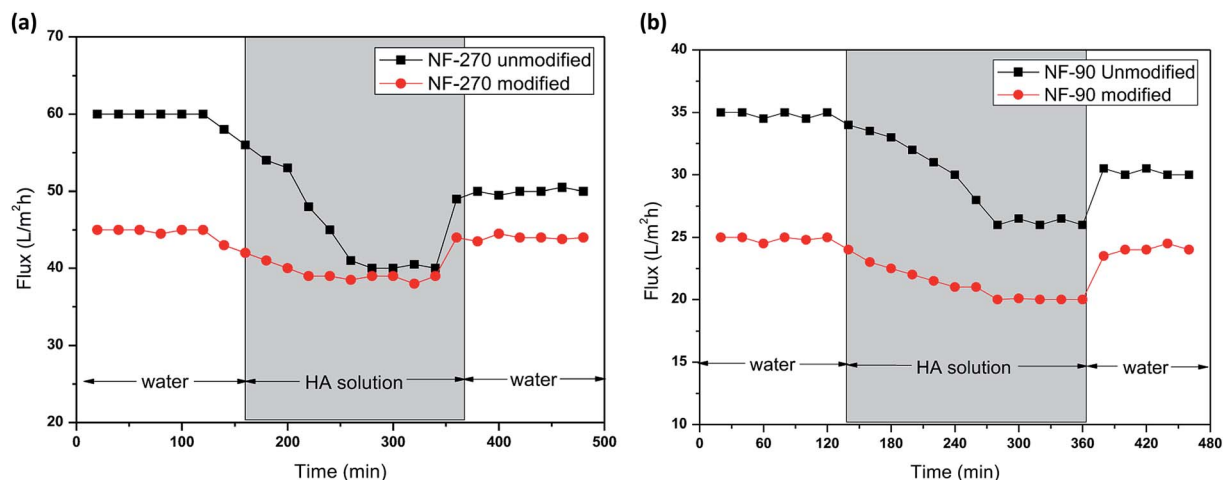 (a)
NF-270 unmodified
NF-270 modified
Flux (L/m²h)
60
50
40
30
20
water
HA solution
water
0 100 200 300 400 500
Time (min)
(b)
NF-90 Unmodified
NF-90 modified
Flux (L/m²h)
40
35
30
25
20
15
10
water
HA solution
water
0 60 120 180 240 300 360 420 480
Time (min)